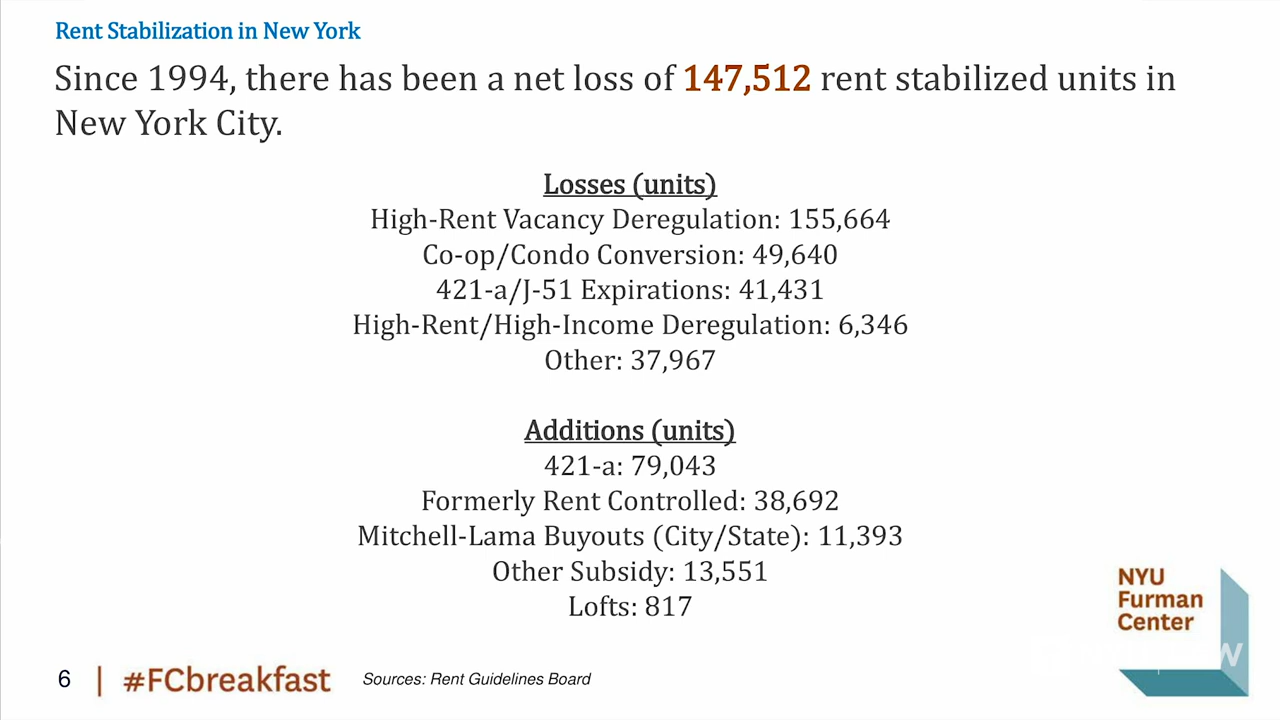 Rent Stabilization in New York
Since 1994, there has been a net loss of 147,512 rent stabilized units in
New York City.
Losses (units)
High-Rent Vacancy Deregulation: 155,664
Co-op/Condo Conversion: 49,640
421-a/J-51 Expirations: 41,431
High-Rent/High-Income Deregulation: 6,346
Other: 37,967
Additions (units)
421-a: 79,043
Formerly Rent Controlled: 38,692
Mitchell-Lama Buyouts (City/State): 11,393
Other Subsidy: 13,551
Lofts: 817
NYU
Furman
Center
6 | #FCbreakfast
Sources: Rent Guidelines Board